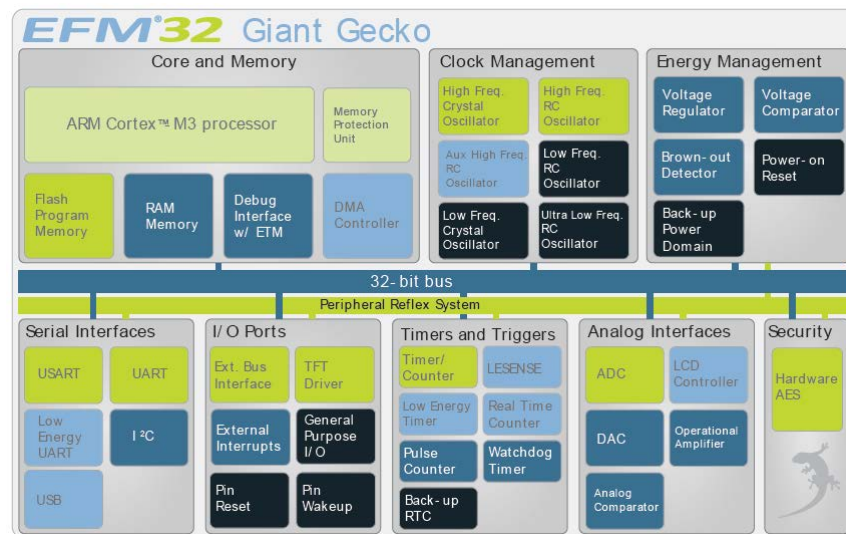 EFM®32 Giant Gecko
Core and Memory
ARM Cortex™ M3 processor
Memory
Protection
Unit
Flash
Program
Memory
RAM
Memory
Debug
Interface
w/ ETM
DMA
Controller
Clock Management
High Freq.
Crystal
Oscillator
High Freq.
RC
Oscillator
Aux High Freq.
RC
Oscillator
Low Freq.
RC
Oscillator
Low Freq.
Crystal
Oscillator
Ultra Low Freq.
RC
Oscillator
Energy Management
Voltage
Regulator
Voltage
Comparator
Brown-out
Detector
Power-on
Reset
Back-up
Power
Domain
32-bit bus
Peripheral Reflex System
Serial Interfaces
USART
UART
Low
Energy
UART
I²C
USB
I/O Ports
Ext. Bus
Interface
TFT
Driver
External
Interrupts
General
Purpose
I/O
Pin
Reset
Pin
Wakeup
Timers and Triggers
Timer/
Counter
LESENSE
Low Energy
Timer
Real Time
Counter
Pulse
Counter
Watchdog
Timer
Back-up
RTC
Analog Interfaces
ADC
LCD
Controller
DAC
Operational
Amplifier
Analog
Comparator
Security
Hardware
AES